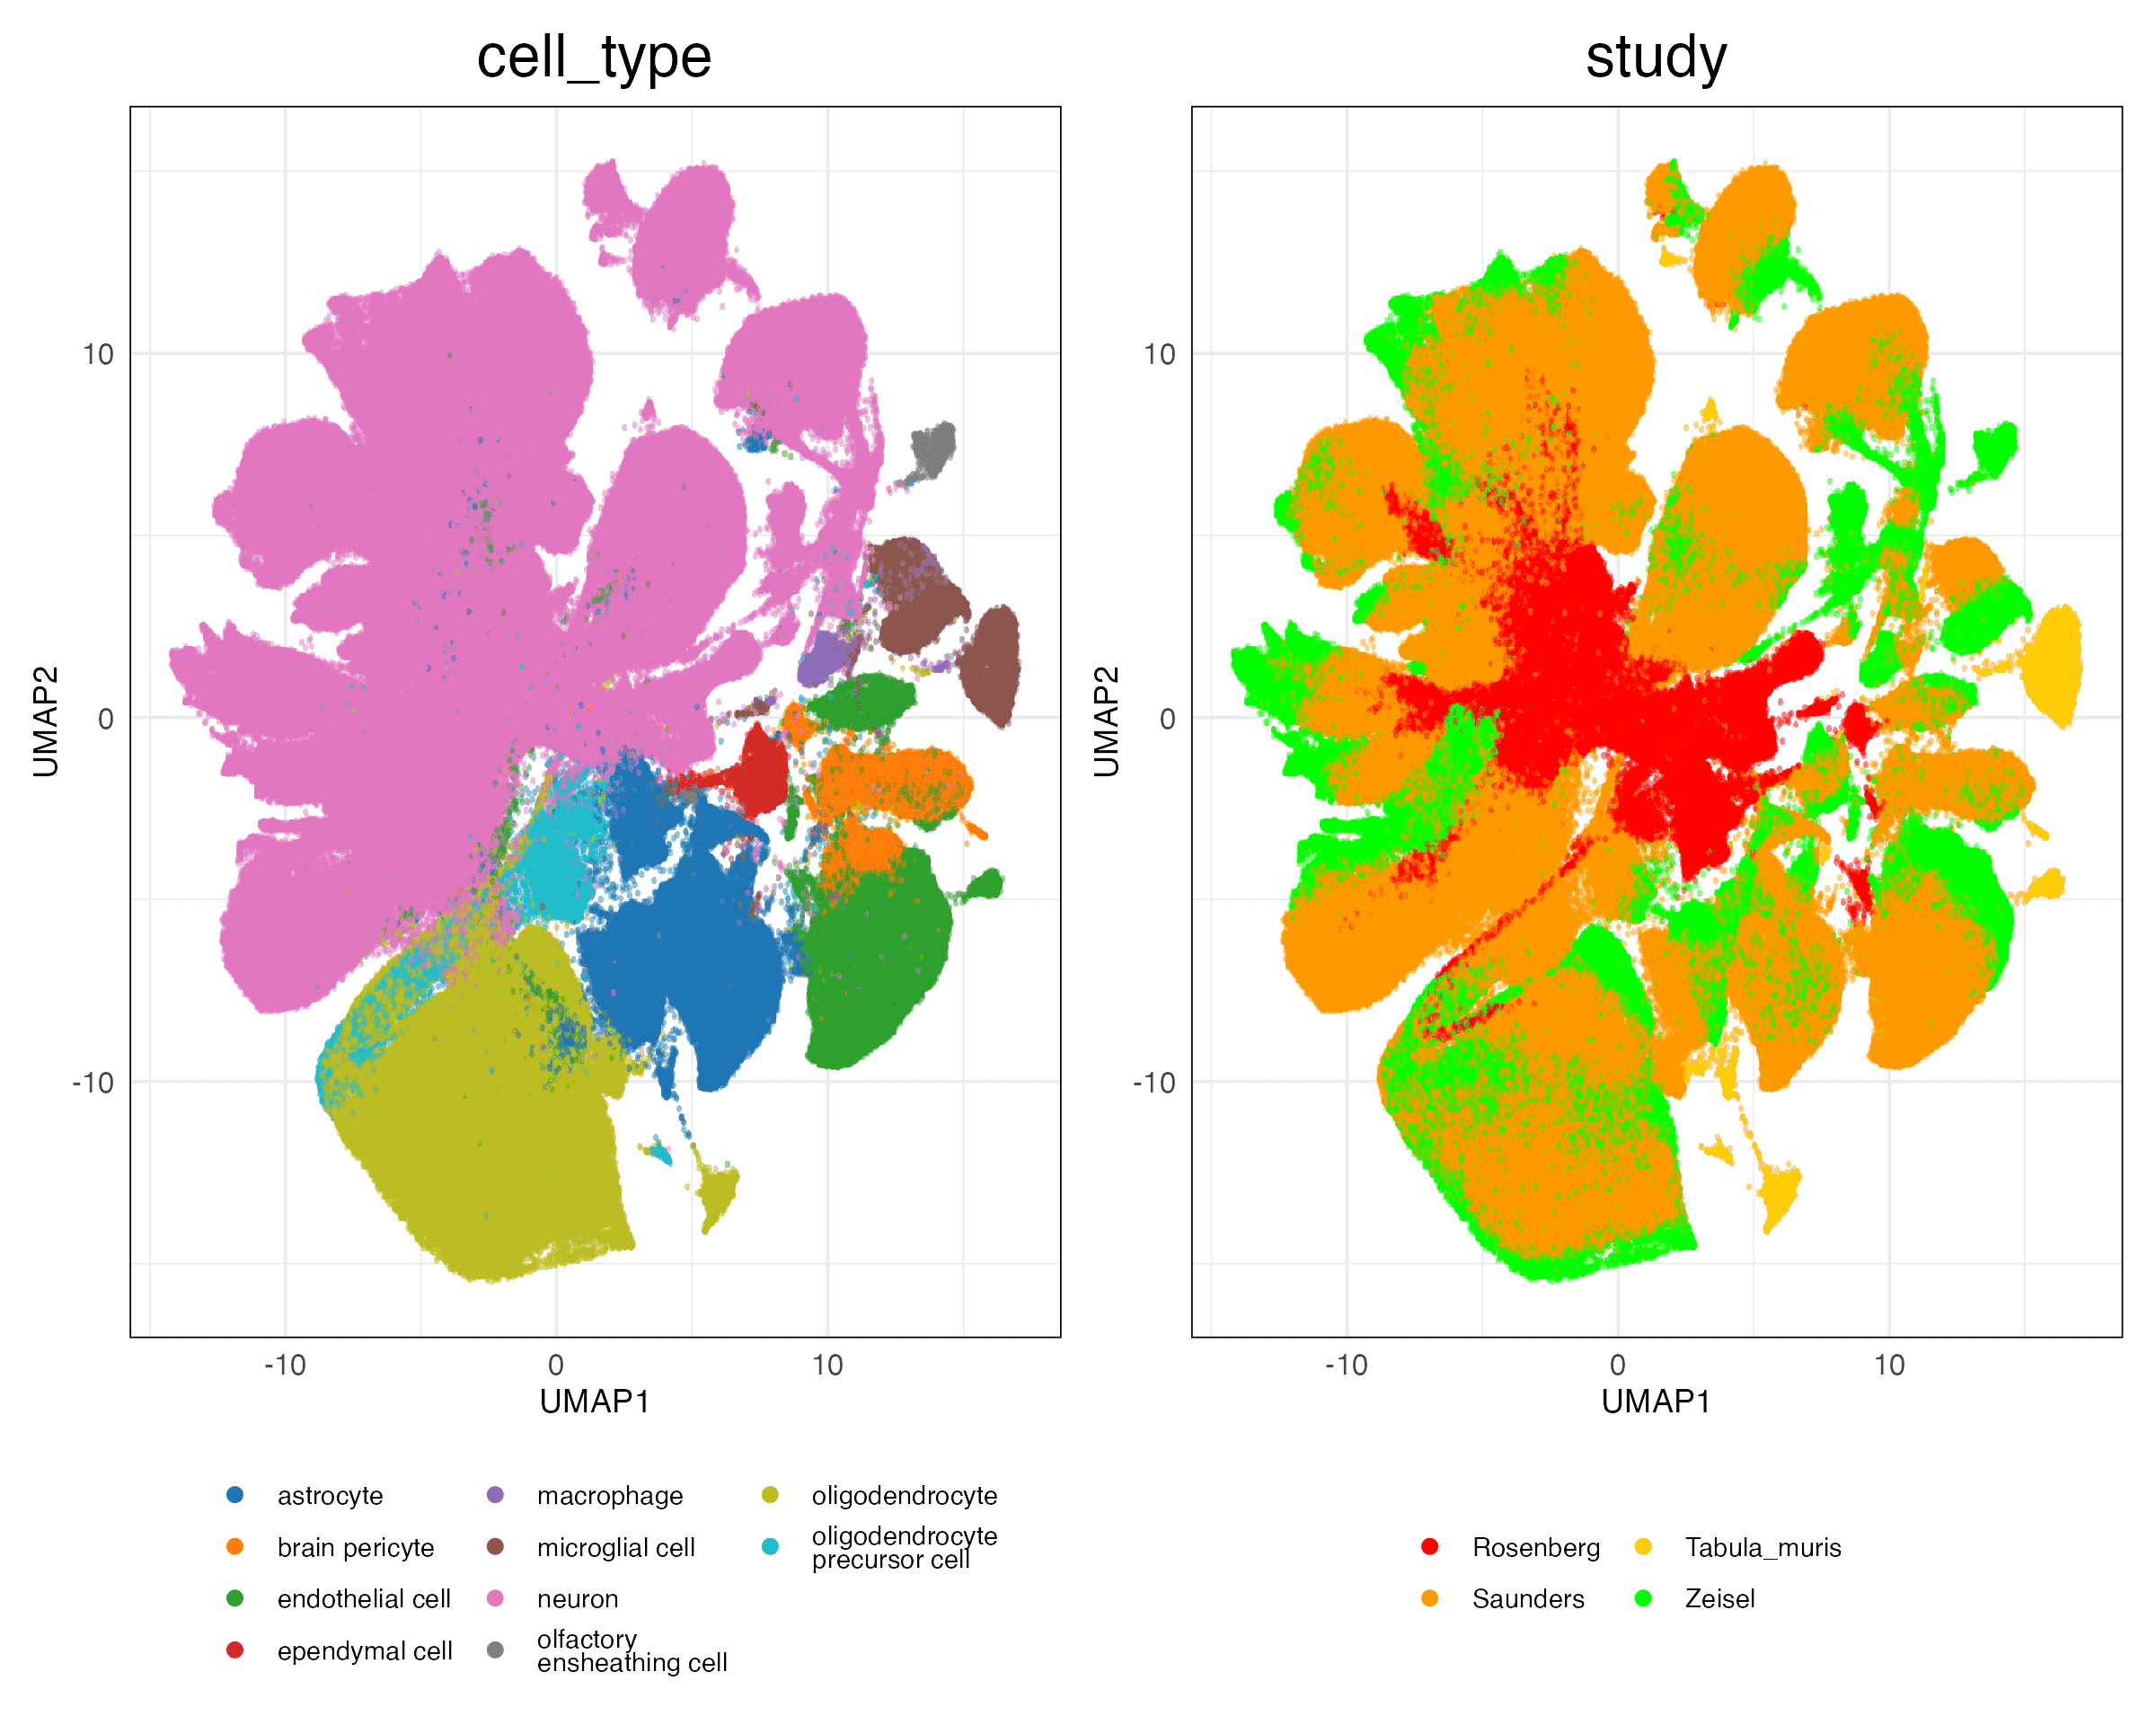 cell_type
study
UMAP2
10
0
-10
-10
0
10
UMAP1
UMAP2
10
0
-10
-10
0
10
UMAP1
astrocyte
brain pericyte
endothelial cell
ependymal cell
macrophage
microglial cell
neuron
olfactory
ensheathing cell
oligodendrocyte
oligodendrocyte
precursor cell
Rosenberg
Saunders
Tabula_muris
Zeisel